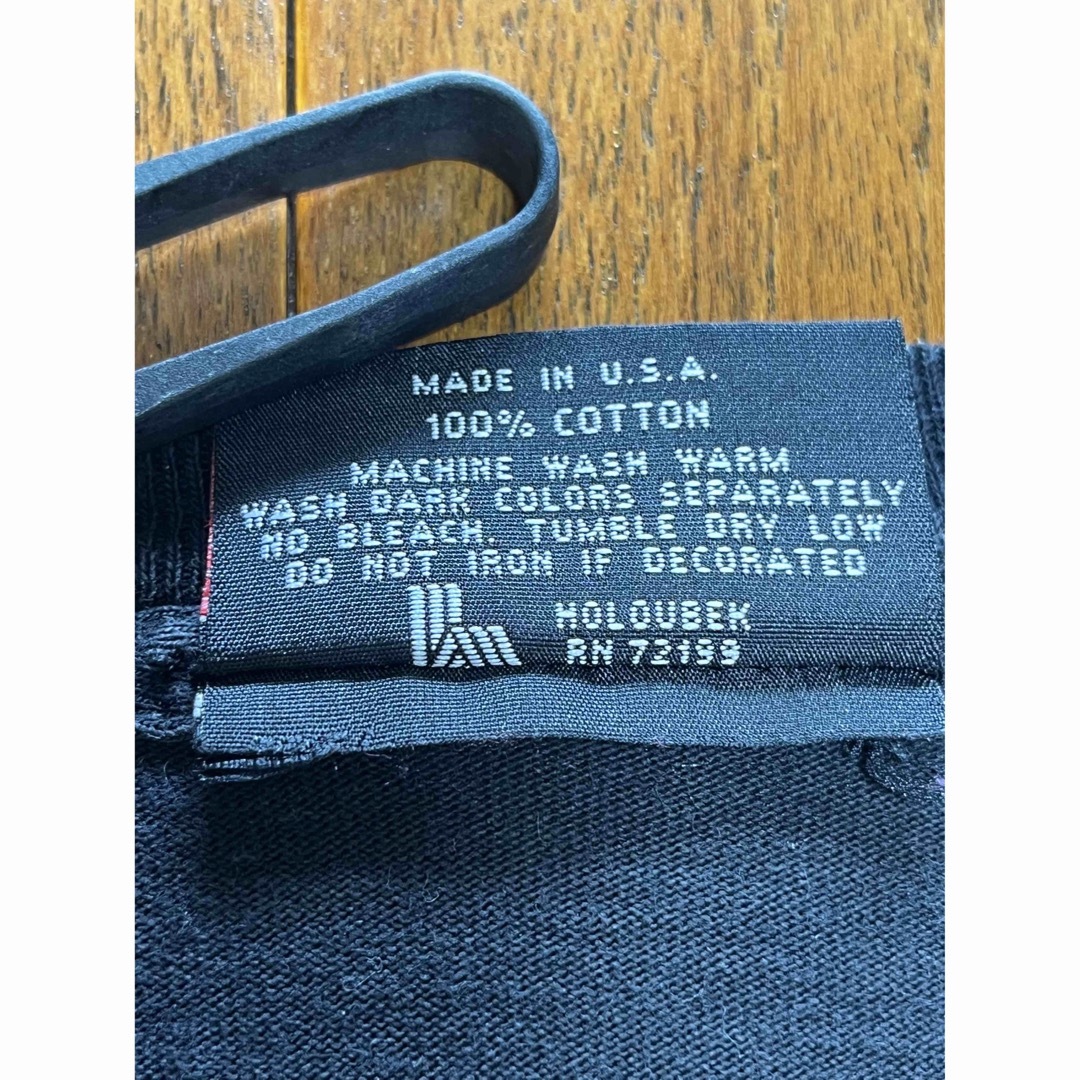 MADE IN U.S.A.
100% COTTON
MACHINE WASH WARM
WASH DARK COLORS SEPARATELY
NO BLEACH. TUMBLE DRY LOW
DO NOT IRON IF DECORATED
HOLOUBEK
RN 72199